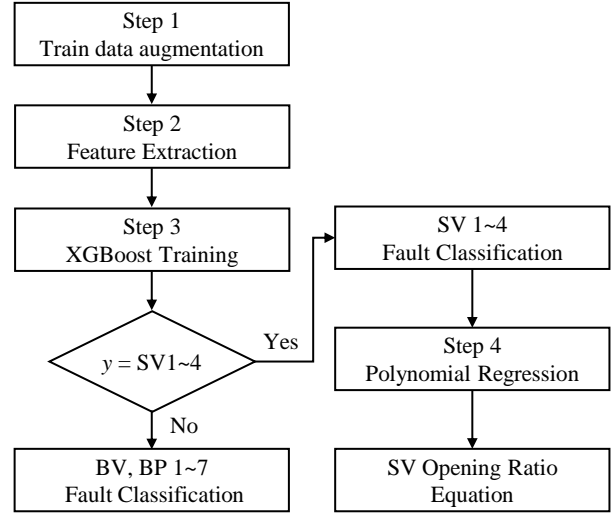 Step 1
Train data augmentation
Step 2
Feature Extraction
Step 3
XGBoost Training
y = SV1~4
Yes
No
BV, BP 1~7
Fault Classification
SV 1~4
Fault Classification
Step 4
Polynomial Regression
SV Opening Ratio
Equation